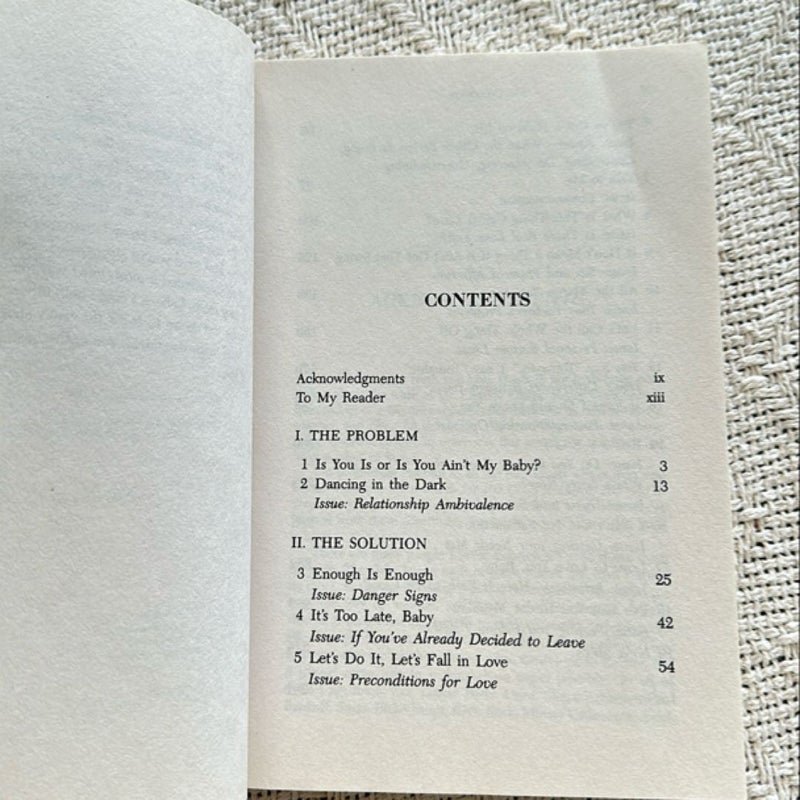 CONTENTS
Acknowledgments ix
To My Reader xiii
I. THE PROBLEM
1 Is You Is or Is You Ain't My Baby? 3
2 Dancing in the Dark 13
Issue: Relationship Ambivalence
II. THE SOLUTION
3 Enough Is Enough 25
Issue: Danger Signs
4 It's Too Late, Baby 42
Issue: If You've Already Decided to Leave
5 Let's Do It, Let's Fall in Love 54
Issue: Preconditions for Love